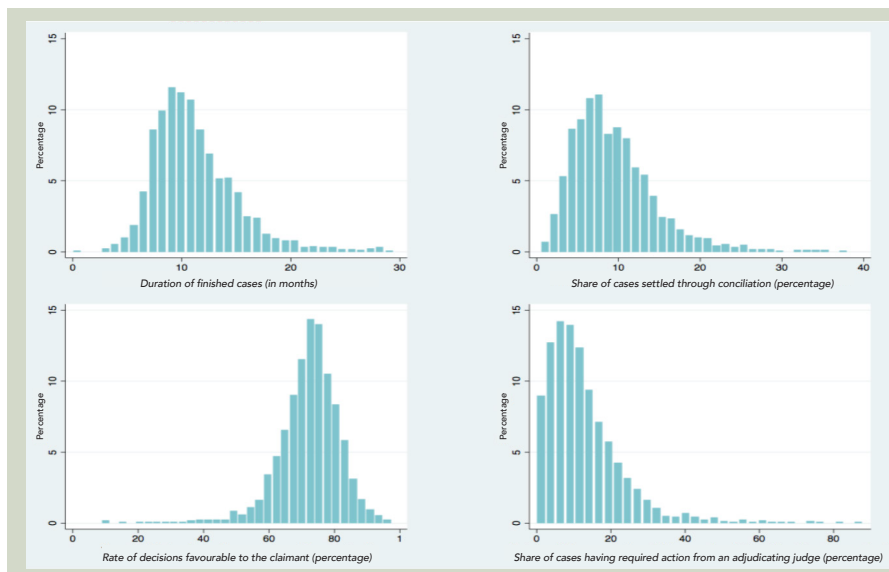 15
10
5
0
Percentage
0 10 20 30
Duration of finished cases (in months)
15
10
5
0
Percentage
0 10 20 30 40
Share of cases settled through conciliation (percentage)
15
10
5
0
Percentage
0 20 40 60 80 1
Rate of decisions favourable to the claimant (percentage)
15
10
5
0
Percentage
0 20 40 60 80
Share of cases having required action from an adjudicating judge (percentage)